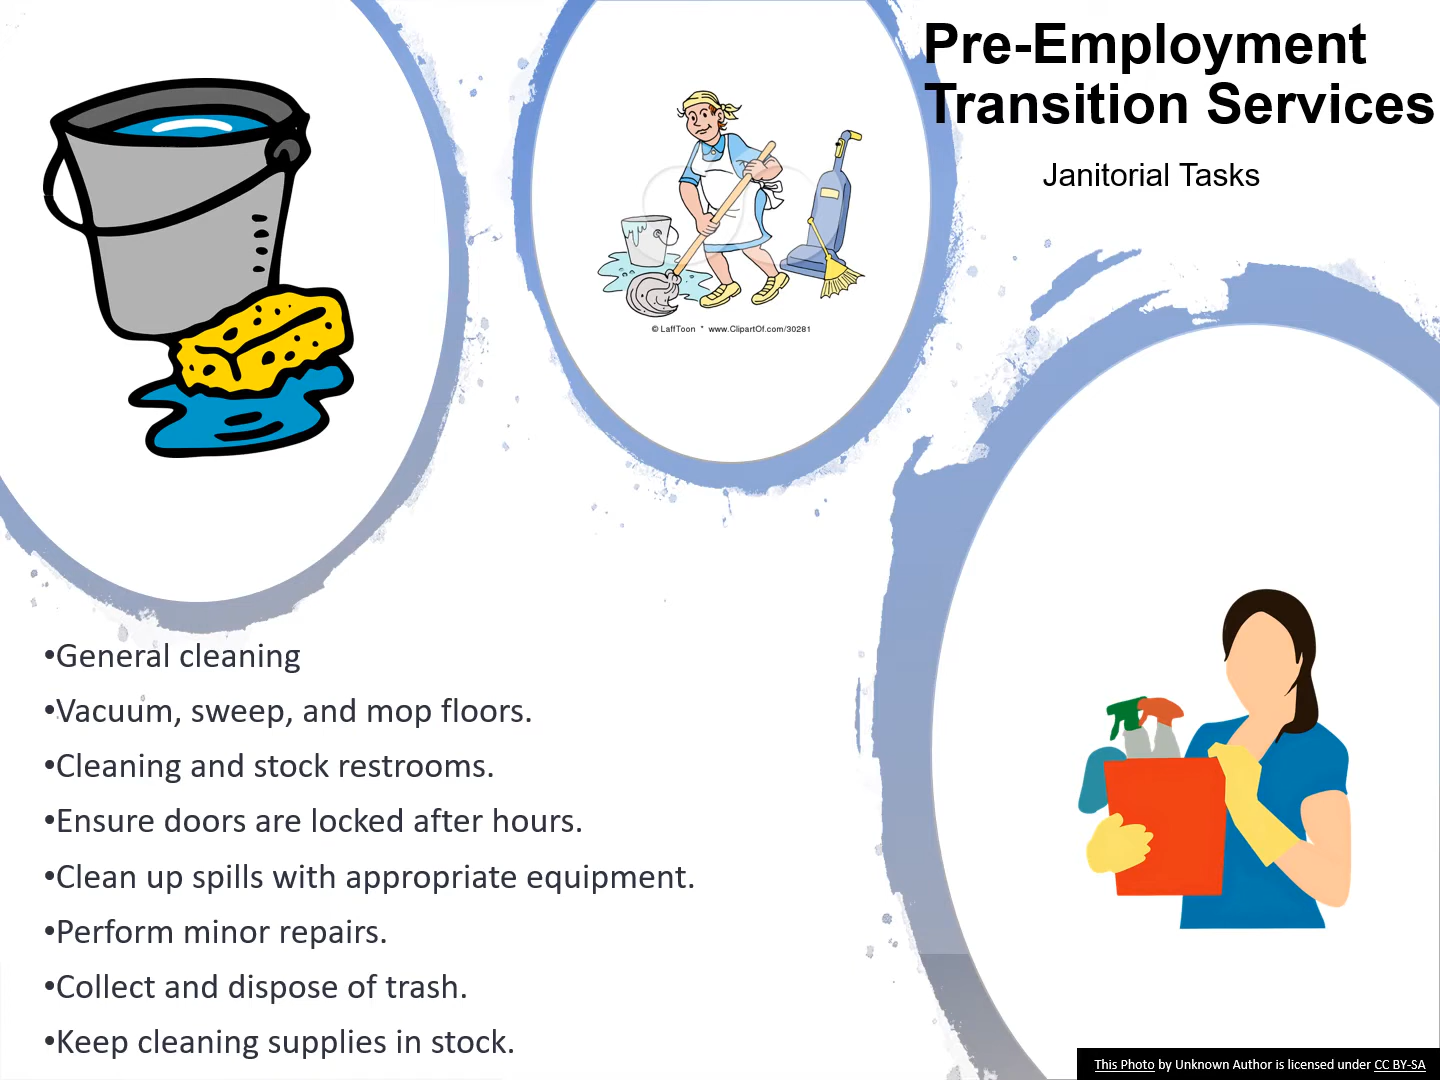 Pre-Employment
Transition Services
Janitorial Tasks
© LaffToon * www.ClipartOf.com/30281
•General cleaning
•Vacuum, sweep, and mop floors.
•Cleaning and stock restrooms.
•Ensure doors are locked after hours.
•Clean up spills with appropriate equipment.
•Perform minor repairs.
•Collect and dispose of trash.
•Keep cleaning supplies in stock.
This Photo by Unknown Author is licensed under CC BY-SA